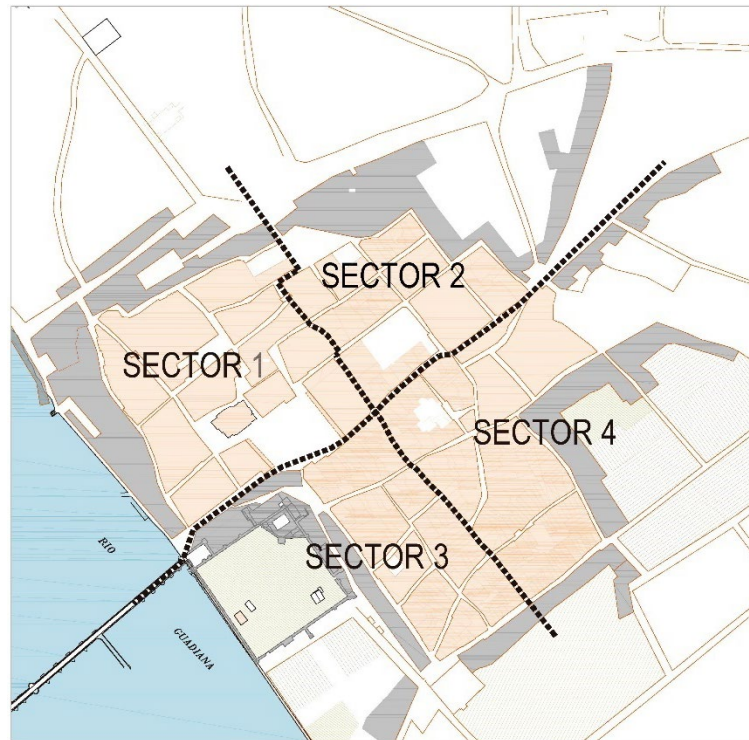 SECTOR 2
SECTOR 1
SECTOR 4
SECTOR 3
RIO
GUADIANA